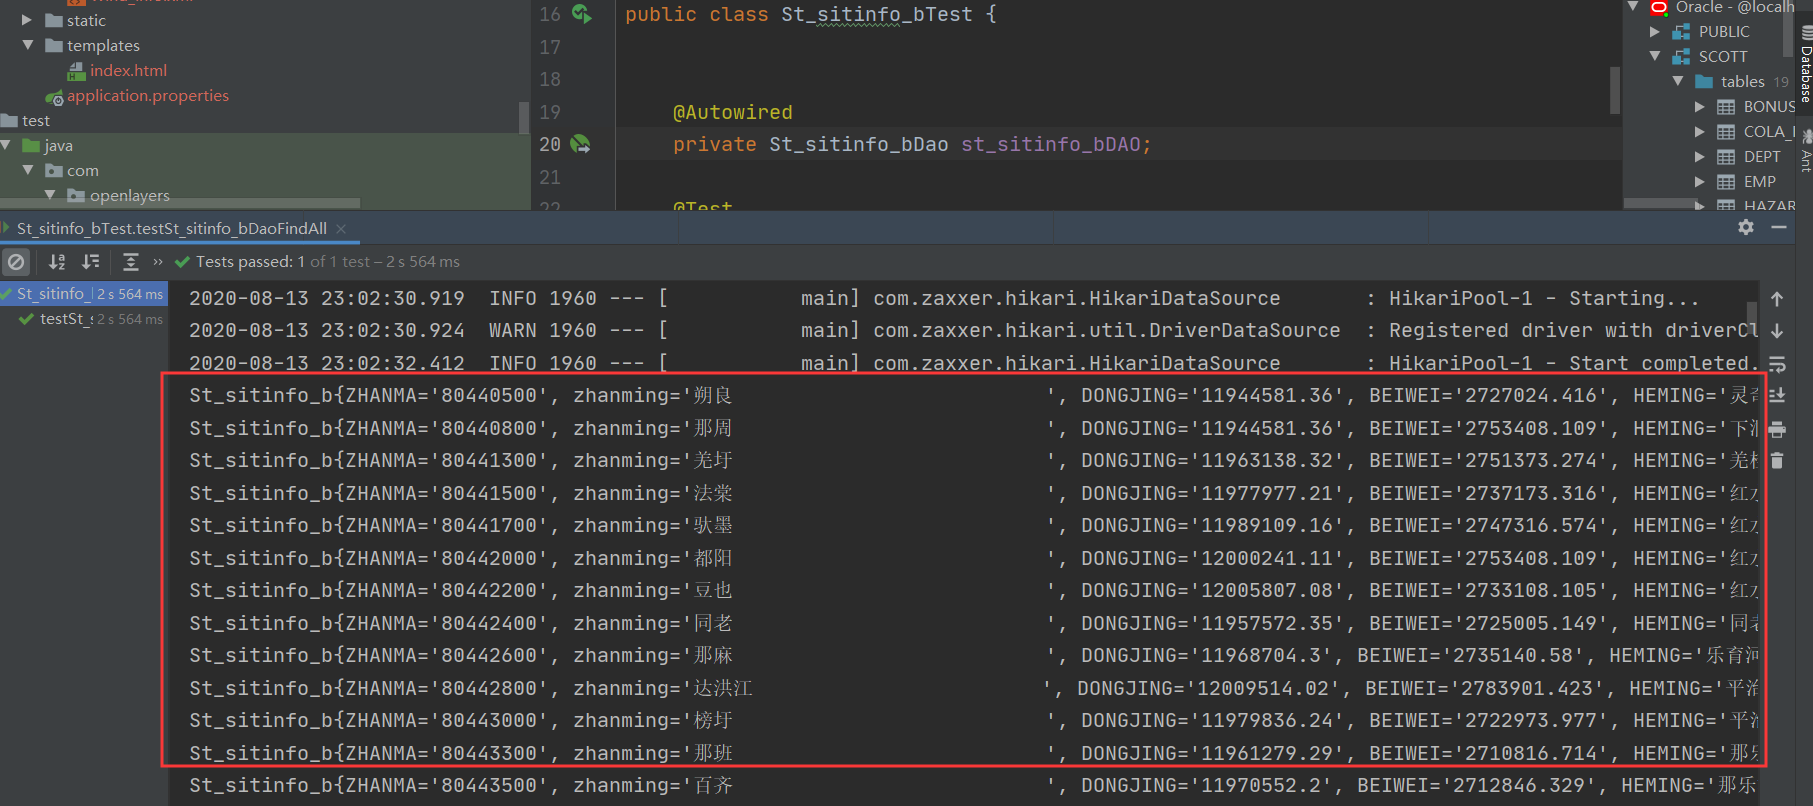 static
templates
index.html
application.properties
test
java
com
openlayers
16 public class St_sitinfo_bTest {
17
18
19 @Autowired
20 private St_sitinfo_bDao st_sitinfo_bDAO;
21
22 @Test
Oracle - @localh
PUBLIC
SCOTT
tables 19
BONUS
COLA_
DEPT
EMP
HAZAR
Database
Ant
St_sitinfo_bTest.testSt_sitinfo_bDaoFindAll
Tests passed: 1 of 1 test – 2 s 564 ms
St_sitinfo_ 2 s 564 ms
testSt_s 2 s 564 ms
2020-08-13 23:02:30.919 INFO 1960 --- [ main] com.zaxxer.hikari.HikariDataSource : HikariPool-1 - Starting...
2020-08-13 23:02:30.924 WARN 1960 --- [ main] com.zaxxer.hikari.util.DriverDataSource : Registered driver with driverCl
2020-08-13 23:02:32.412 INFO 1960 --- [ main] com.zaxxer.hikari.HikariDataSource : HikariPool-1 - Start completed.
St_sitinfo_b{ZHANMA='80440500', zhanming='朔良 ', DONGJING='11944581.36', BEIWEI='2727024.416', HEMING='灵奇
St_sitinfo_b{ZHANMA='80440800', zhanming='那周 ', DONGJING='11944581.36', BEIWEI='2753408.109', HEMING='下
St_sitinfo_b{ZHANMA='80441300', zhanming='羌圩 ', DONGJING='11963138.32', BEIWEI='2751373.274', HEMING='羌
St_sitinfo_b{ZHANMA='80441500', zhanming='法棠 ', DONGJING='11977977.21', BEIWEI='2737173.316', HEMING='红水
St_sitinfo_b{ZHANMA='80441700', zhanming='驮墨 ', DONGJING='11989109.16', BEIWEI='2747316.574', HEMING='红水
St_sitinfo_b{ZHANMA='80442000', zhanming='都阳 ', DONGJING='12000241.11', BEIWEI='2753408.109', HEMING='红水
St_sitinfo_b{ZHANMA='80442200', zhanming='豆也 ', DONGJING='12005807.08', BEIWEI='2733108.105', HEMING='红水
St_sitinfo_b{ZHANMA='80442400', zhanming='同老 ', DONGJING='11957572.35', BEIWEI='2725005.149', HEMING='同老
St_sitinfo_b{ZHANMA='80442600', zhanming='那麻 ', DONGJING='11968704.3', BEIWEI='2735140.58', HEMING='乐育河
St_sitinfo_b{ZHANMA='80442800', zhanming='达洪江 ', DONGJING='12009514.02', BEIWEI='2783901.423', HEMING='平治
St_sitinfo_b{ZHANMA='80443000', zhanming='榜圩 ', DONGJING='11979836.24', BEIWEI='2722973.977', HEMING='平治
St_sitinfo_b{ZHANMA='80443300', zhanming='那班 ', DONGJING='11961279.29', BEIWEI='2710816.714', HEMING='那乐
St_sitinfo_b{ZHANMA='80443500', zhanming='百齐 ', DONGJING='11970552.2', BEIWEI='2712846.329', HEMING='那乐